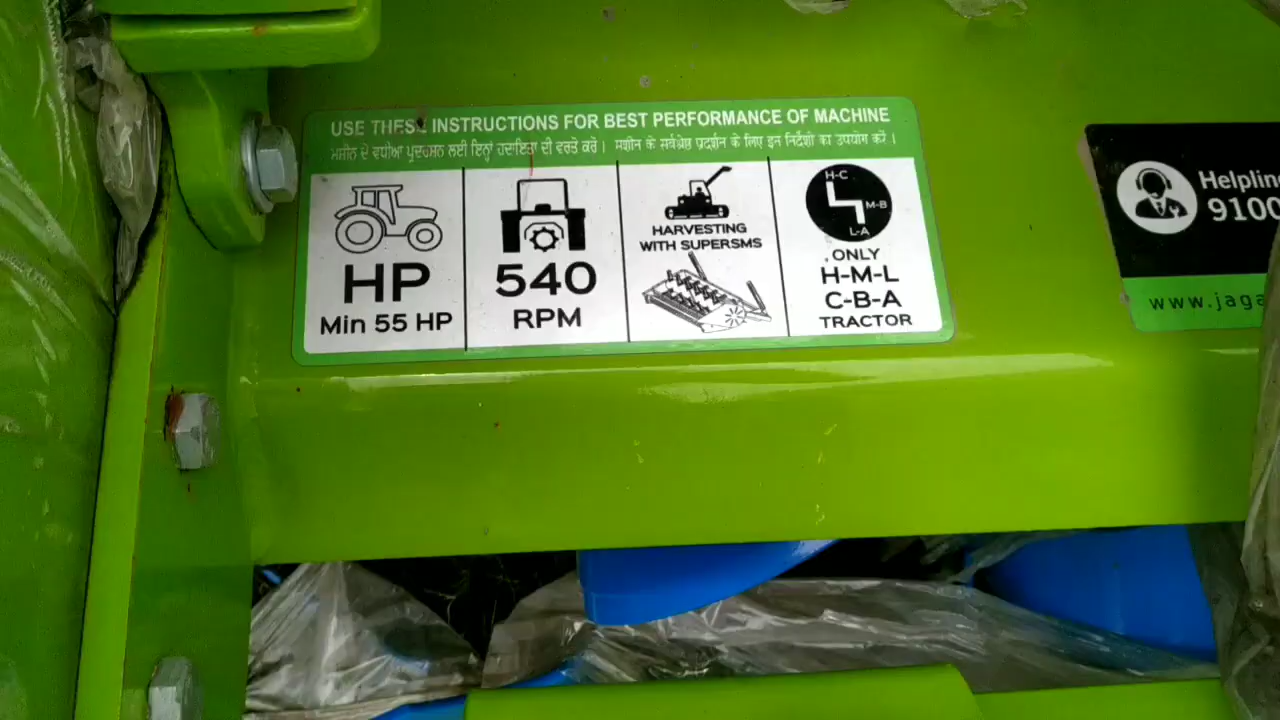 USE THESE INSTRUCTIONS FOR BEST PERFORMANCE OF MACHINE
ਮਸ਼ੀਨ ਦੇ ਵਧੀਆ ਪ੍ਰਦਰਸ਼ਨ ਲਈ ਇਨ੍ਹਾਂ ਹਦਾਇਤਾਂ ਦੀ ਵਰਤੋਂ ਕਰੋ। मशीन के सर्वश्रेष्ठ प्रदर्शन के लिए इन निर्देशों का उपयोग करें।
HP
Min 55 HP
540
RPM
HARVESTING
WITH SUPERSMS
H-C
M-B
L-A
ONLY
H-M-L
C-B-A
TRACTOR
Helpline
9100
www.jaga